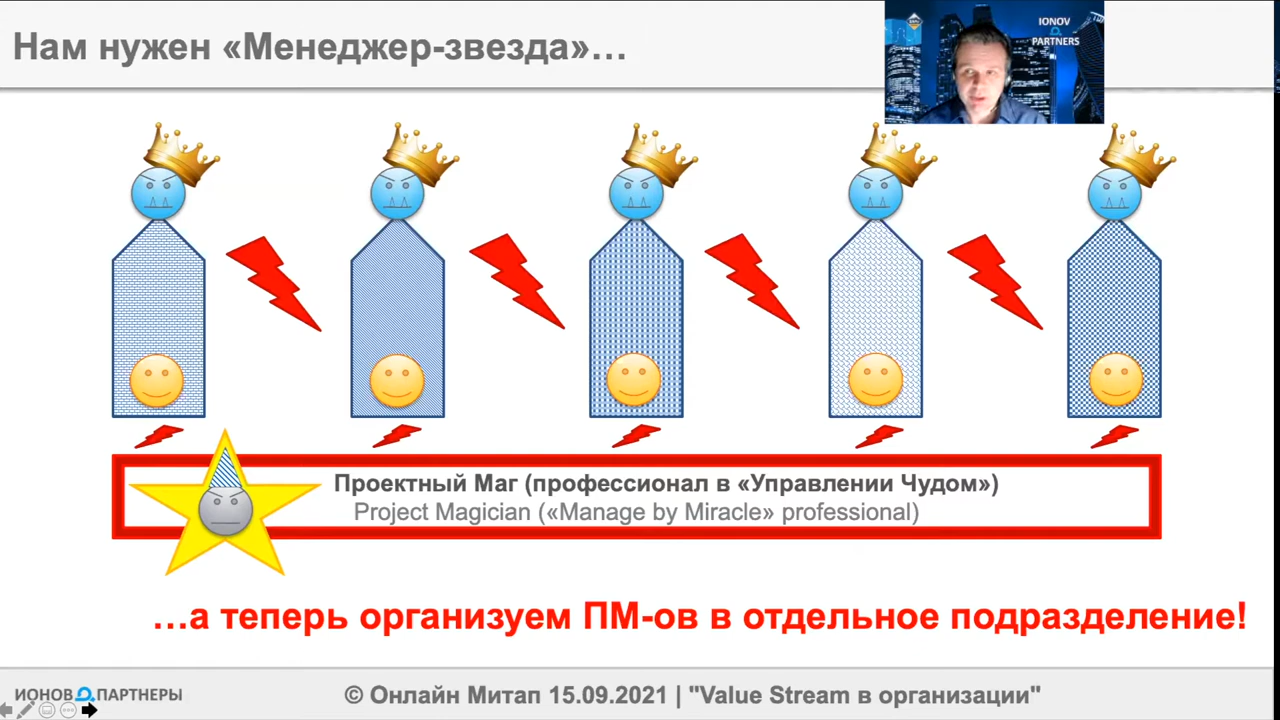 Нам нужен «Менеджер-звезда»…
IONOV
PARTNERS
Проектный Маг (профессионал в «Управлении Чудом»)
Project Magician («Manage by Miracle» professional)
…а теперь организуем ПМ-ов в отдельное подразделение!
ИОНОВ ПАРТНЕРЫ
© Онлайн Митап 15.09.2021 | "Value Stream в организации"